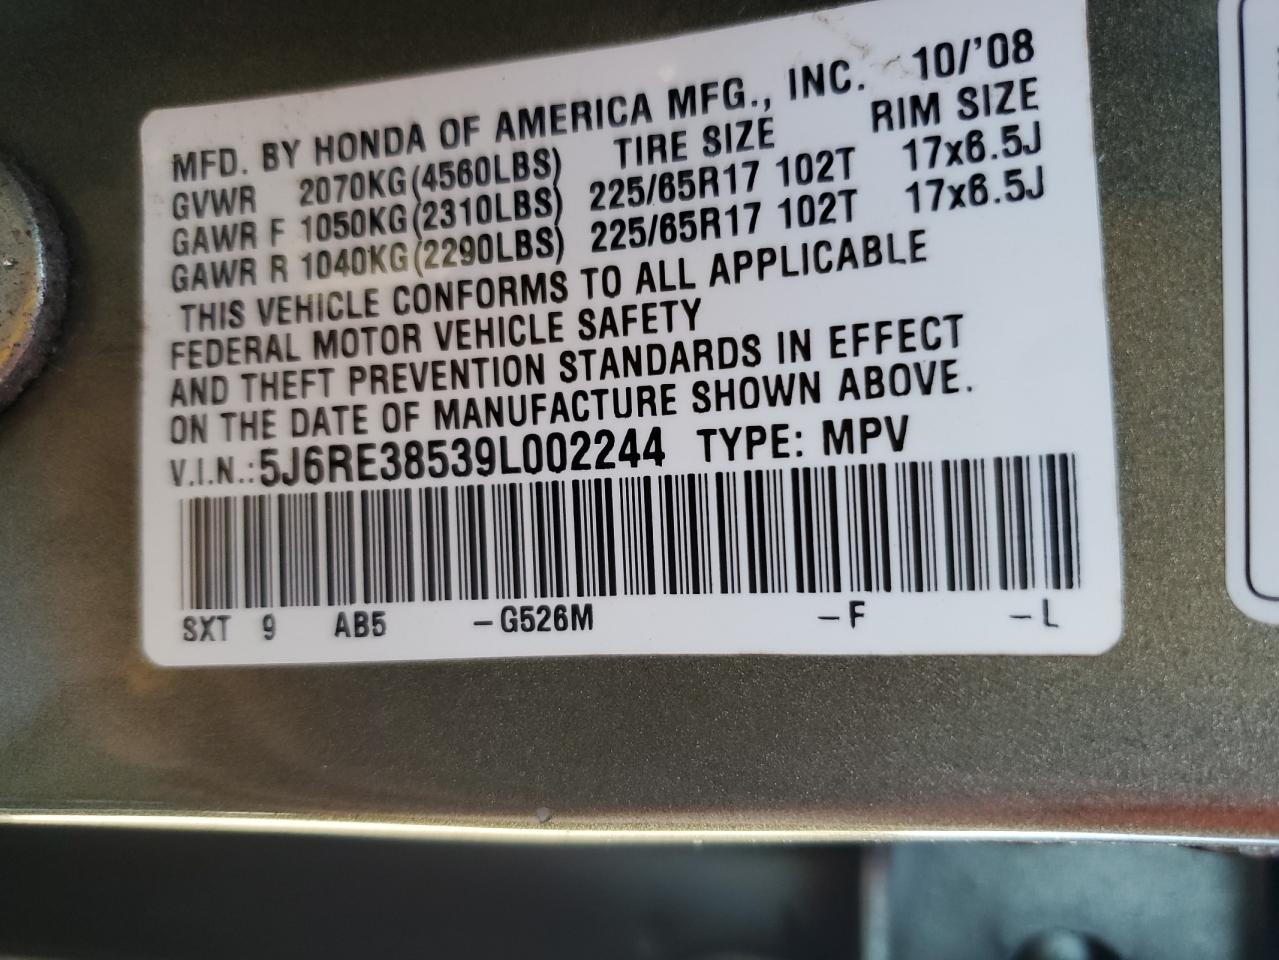 MFD. BY HONDA OF AMERICA MFG., INC. 10/'08
GVWR 2070KG(4560LBS) TIRE SIZE RIM SIZE
GAWR F 1050KG(2310LBS) 225/65R17 102T 17x6.5J
GAWR R 1040KG(2290LBS) 225/65R17 102T 17x6.5J
THIS VEHICLE CONFORMS TO ALL APPLICABLE
FEDERAL MOTOR VEHICLE SAFETY
AND THEFT PREVENTION STANDARDS IN EFFECT
ON THE DATE OF MANUFACTURE SHOWN ABOVE.
V.I.N.:5J6RE38539L002244 TYPE: MPV
SXT 9 AB5 -G526M -F -L